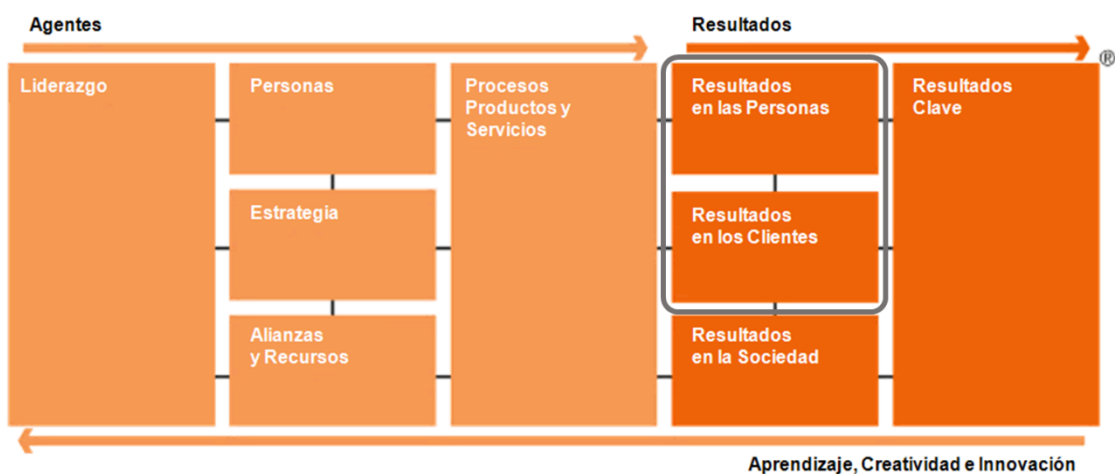 Agentes
Resultados
®
Liderazgo
Personas
Procesos
Productos y
Servicios
Resultados
en las Personas
Resultados
Clave
Estrategia
Resultados
en los Clientes
Alianzas
y Recursos
Resultados
en la Sociedad
Aprendizaje, Creatividad e Innovación